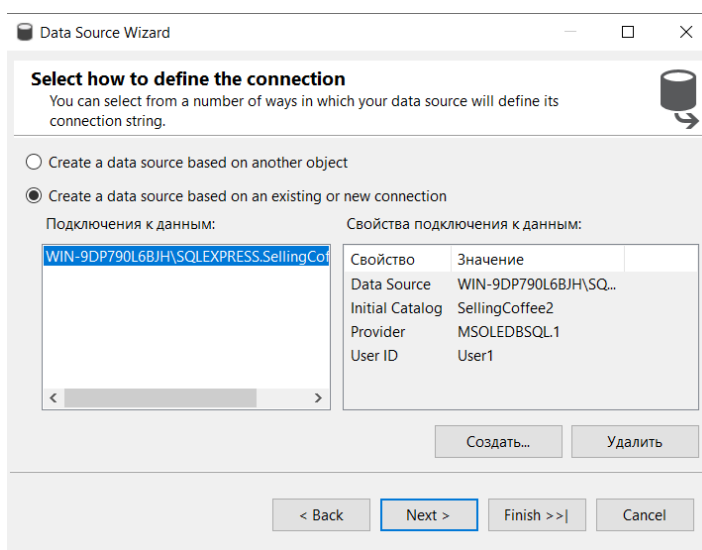 Data Source Wizard
Select how to define the connection
You can select from a number of ways in which your data source will define its
connection string.
Create a data source based on another object
Create a data source based on an existing or new connection
Подключения к данным:
Свойства подключения к данным:
WIN-9DP790L6BJH\SQLEXPRESS.SellingCof
Свойство Значение
Data Source WIN-9DP790L6BJH\SQ...
Initial Catalog SellingCoffee2
Provider MSOLEDBSQL.1
User ID User1
Создать... Удалить
< Back Next > Finish >>| Cancel